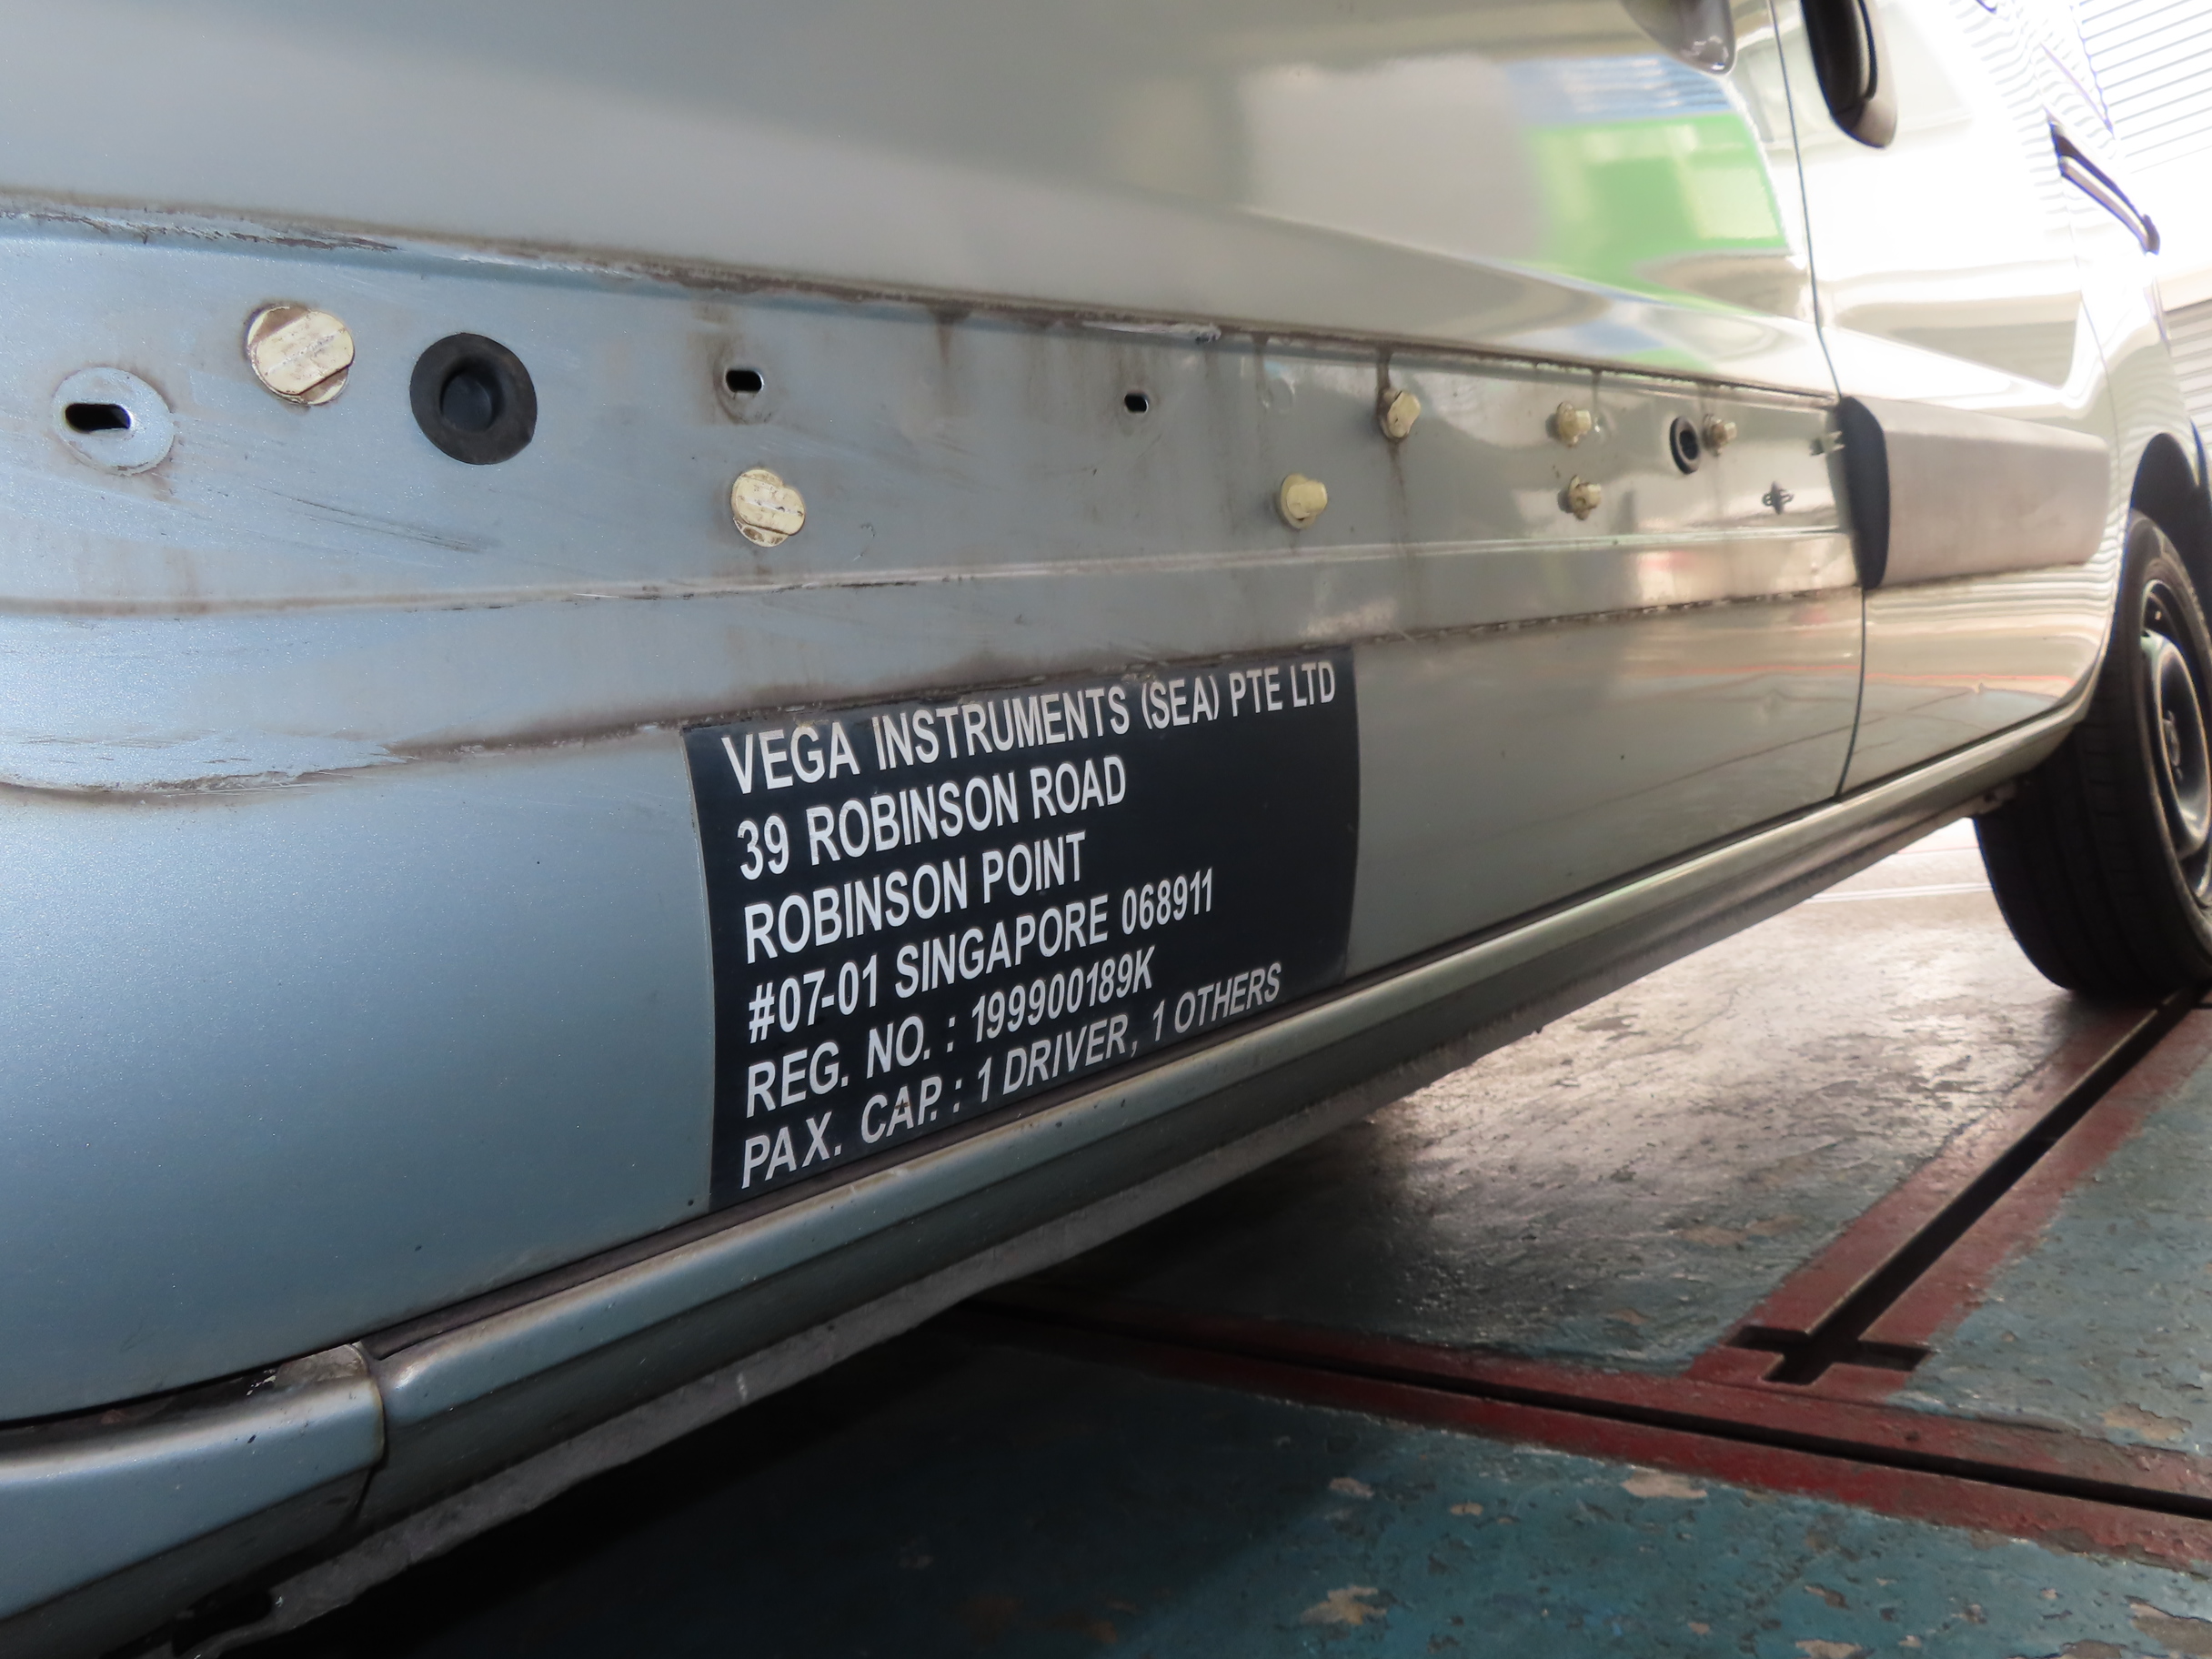 VEGA INSTRUMENTS (SEA) PTE LTD
39 ROBINSON ROAD
ROBINSON POINT
#07-01 SINGAPORE 068911
REG. NO. : 199900189K
PAX. CAP. : 1 DRIVER, 1 OTHERS